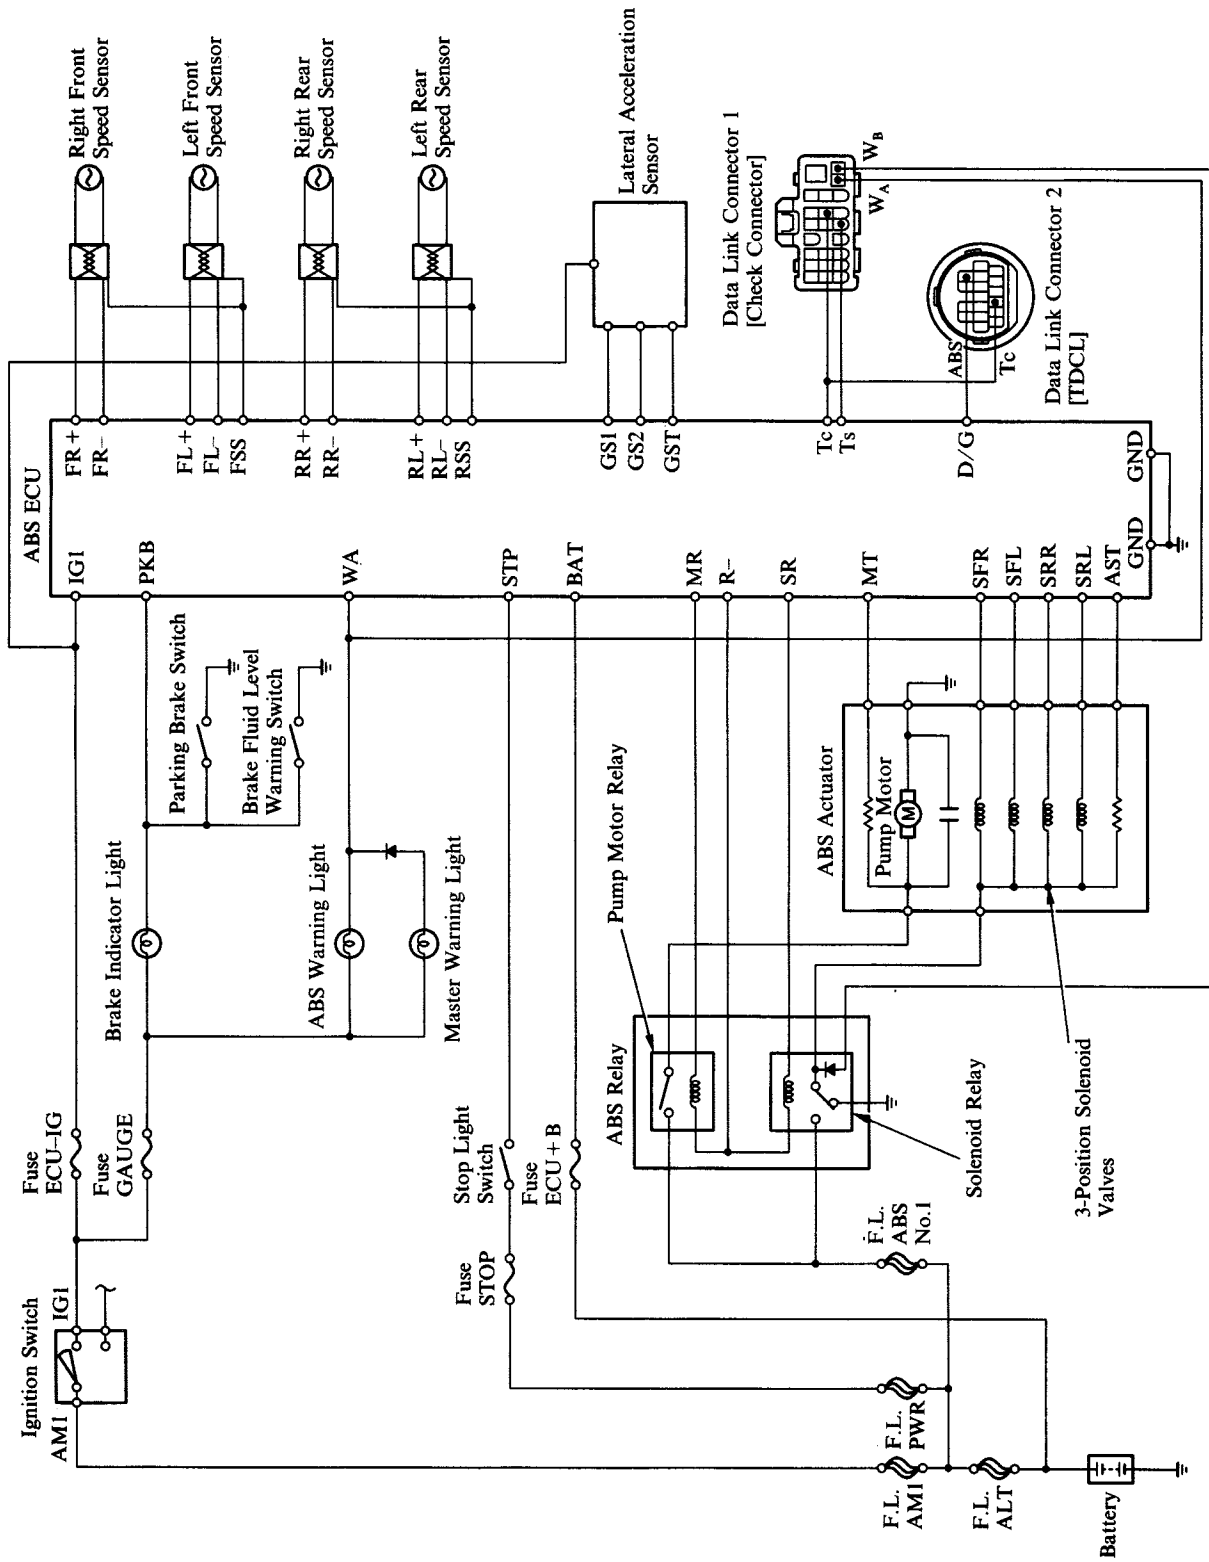 Ignition Switch
AM1
IG1
Fuse
ECU-IG
Fuse
GAUGE
Brake Indicator Light
Parking Brake Switch
Brake Fluid Level
Warning Switch
ABS Warning Light
Master Warning Light
Fuse
STOP
Stop Light
Switch
Fuse
ECU+B
F.L.
AM1
F.L.
PWR
F.L.
ALT
F.L.
ABS
No.1
Battery
ABS Relay
Pump Motor Relay
Solenoid Relay
3-Position Solenoid
Valves
ABS Actuator
Pump Motor
M
ABS ECU
IG1
PKB
WA
STP
BAT
MR
R-
SR
MT
SFR
SFL
SRR
SRL
AST
GND
GND
FR+
FR-
FL+
FL-
FSS
RR+
RR-
RL+
RL-
RSS
GS1
GS2
GST
Tc
Ts
D/G
Right Front
Speed Sensor
Left Front
Speed Sensor
Right Rear
Speed Sensor
Left Rear
Speed Sensor
Lateral Acceleration
Sensor
Data Link Connector 1
[Check Connector]
WA
WB
ABS
Tc
Data Link Connector 2
[TDCL]